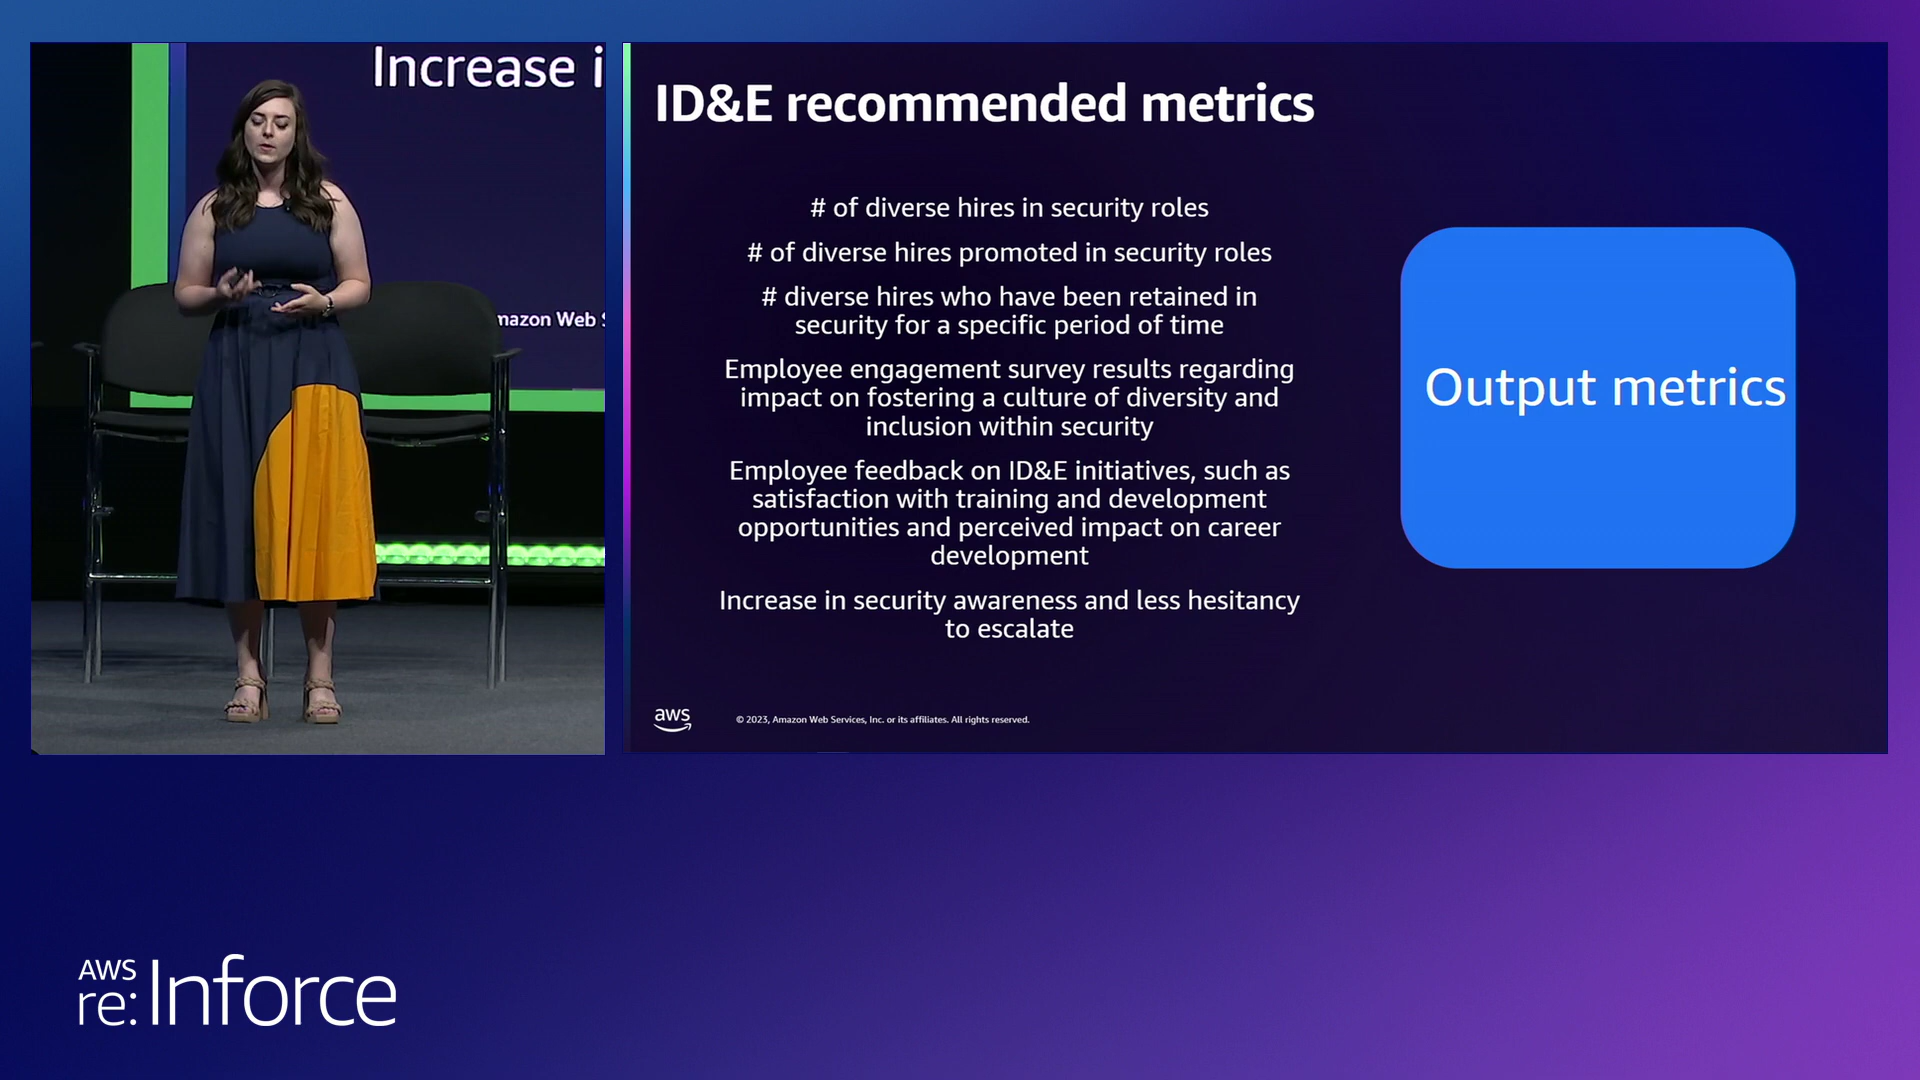 Increase i
mazon Web S
ID&E recommended metrics
# of diverse hires in security roles
# of diverse hires promoted in security roles
# diverse hires who have been retained in
security for a specific period of time
Employee engagement survey results regarding
impact on fostering a culture of diversity and
inclusion within security
Employee feedback on ID&E initiatives, such as
satisfaction with training and development
opportunities and perceived impact on career
development
Increase in security awareness and less hesitancy
to escalate
Output metrics
aws
© 2023, Amazon Web Services, Inc. or its affiliates. All rights reserved.
AWS
re:Inforce